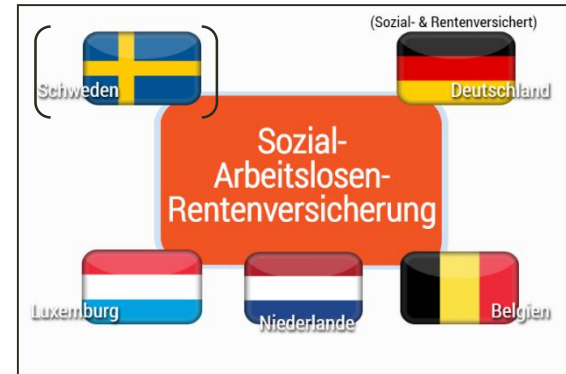 (Sozial- & Rentenversichert)
Schweden
Deutschland
Sozial-
Arbeitslosen-
Rentenversicherung
Luxemburg
Niederlande
Belgien